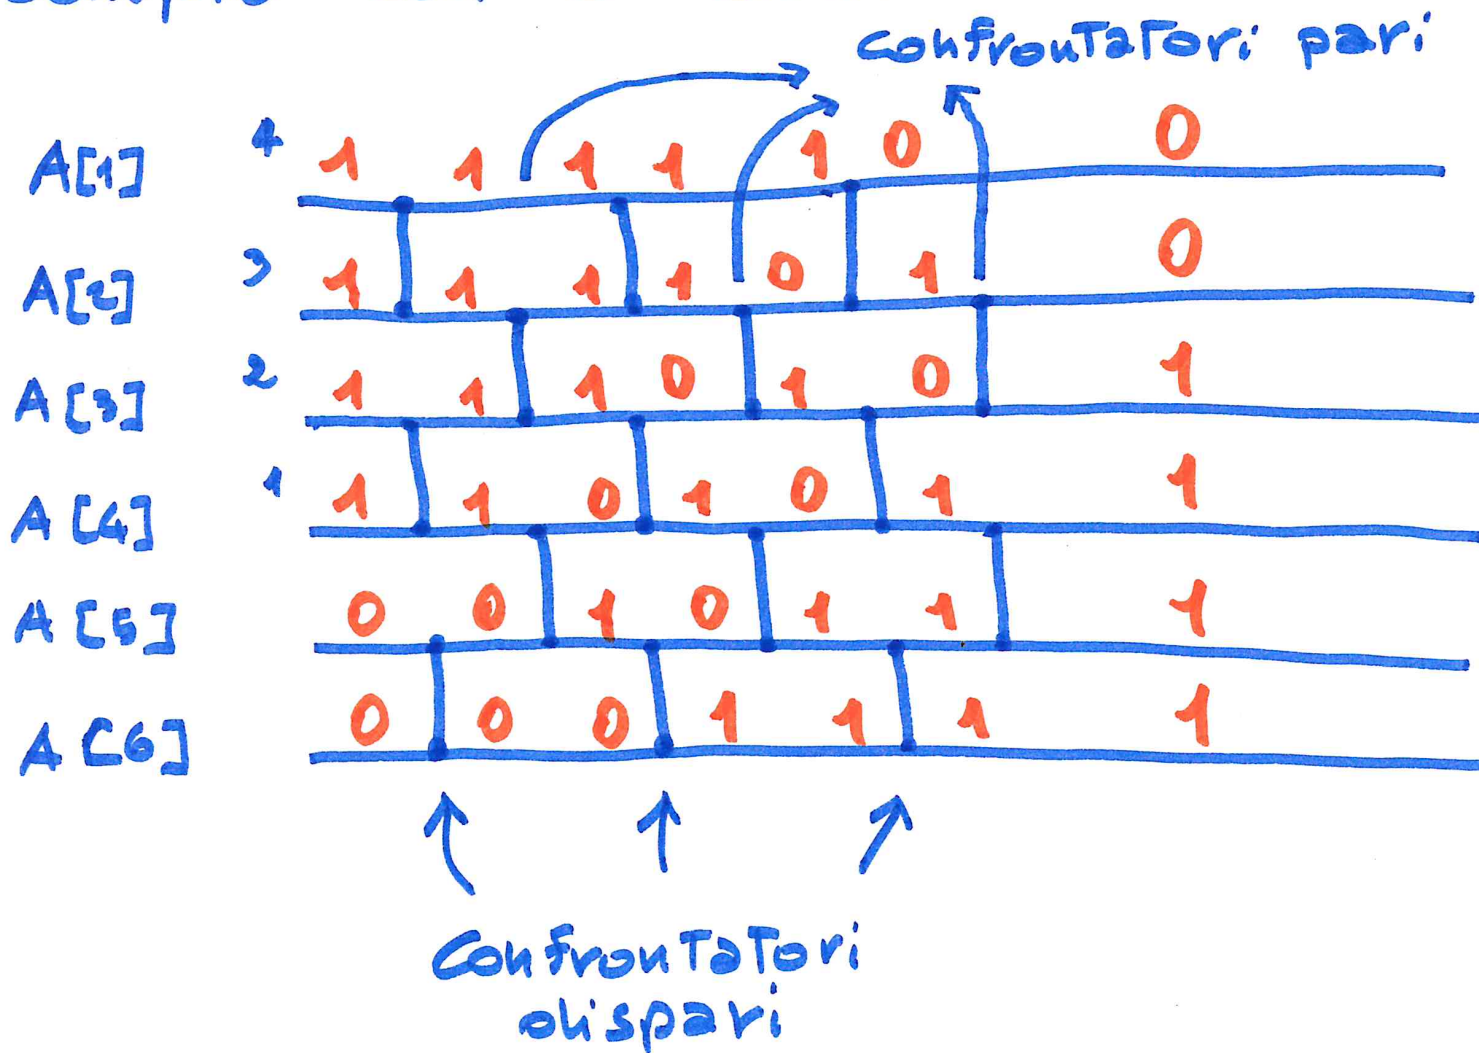 confrontatori pari
A[1] 4 1 1 1 1 1 0 0
A[2] 3 1 1 1 1 0 1 0
A[3] 2 1 1 1 0 1 0 1
A[4] 1 1 1 0 1 0 1 1
A[5] 0 0 1 0 1 1 1
A[6] 0 0 0 1 1 1 1
Confrontatori
dispari